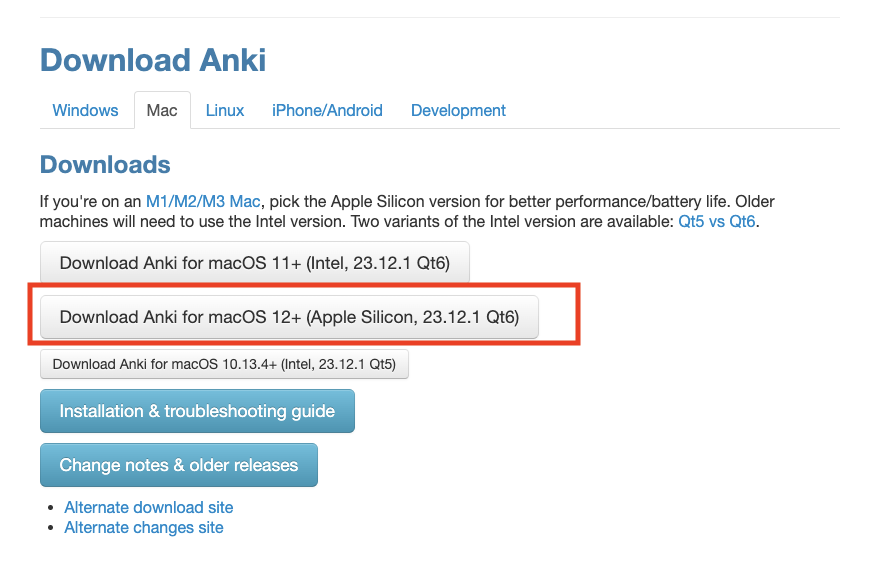 Download Anki
Windows Mac Linux iPhone/Android Development
Downloads
If you're on an M1/M2/M3 Mac, pick the Apple Silicon version for better performance/battery life. Older
machines will need to use the Intel version. Two variants of the Intel version are available: Qt5 vs Qt6.
Download Anki for macOS 11+ (Intel, 23.12.1 Qt6)
Download Anki for macOS 12+ (Apple Silicon, 23.12.1 Qt6)
Download Anki for macOS 10.13.4+ (Intel, 23.12.1 Qt5)
Installation & troubleshooting guide
Change notes & older releases
• Alternate download site
• Alternate changes site